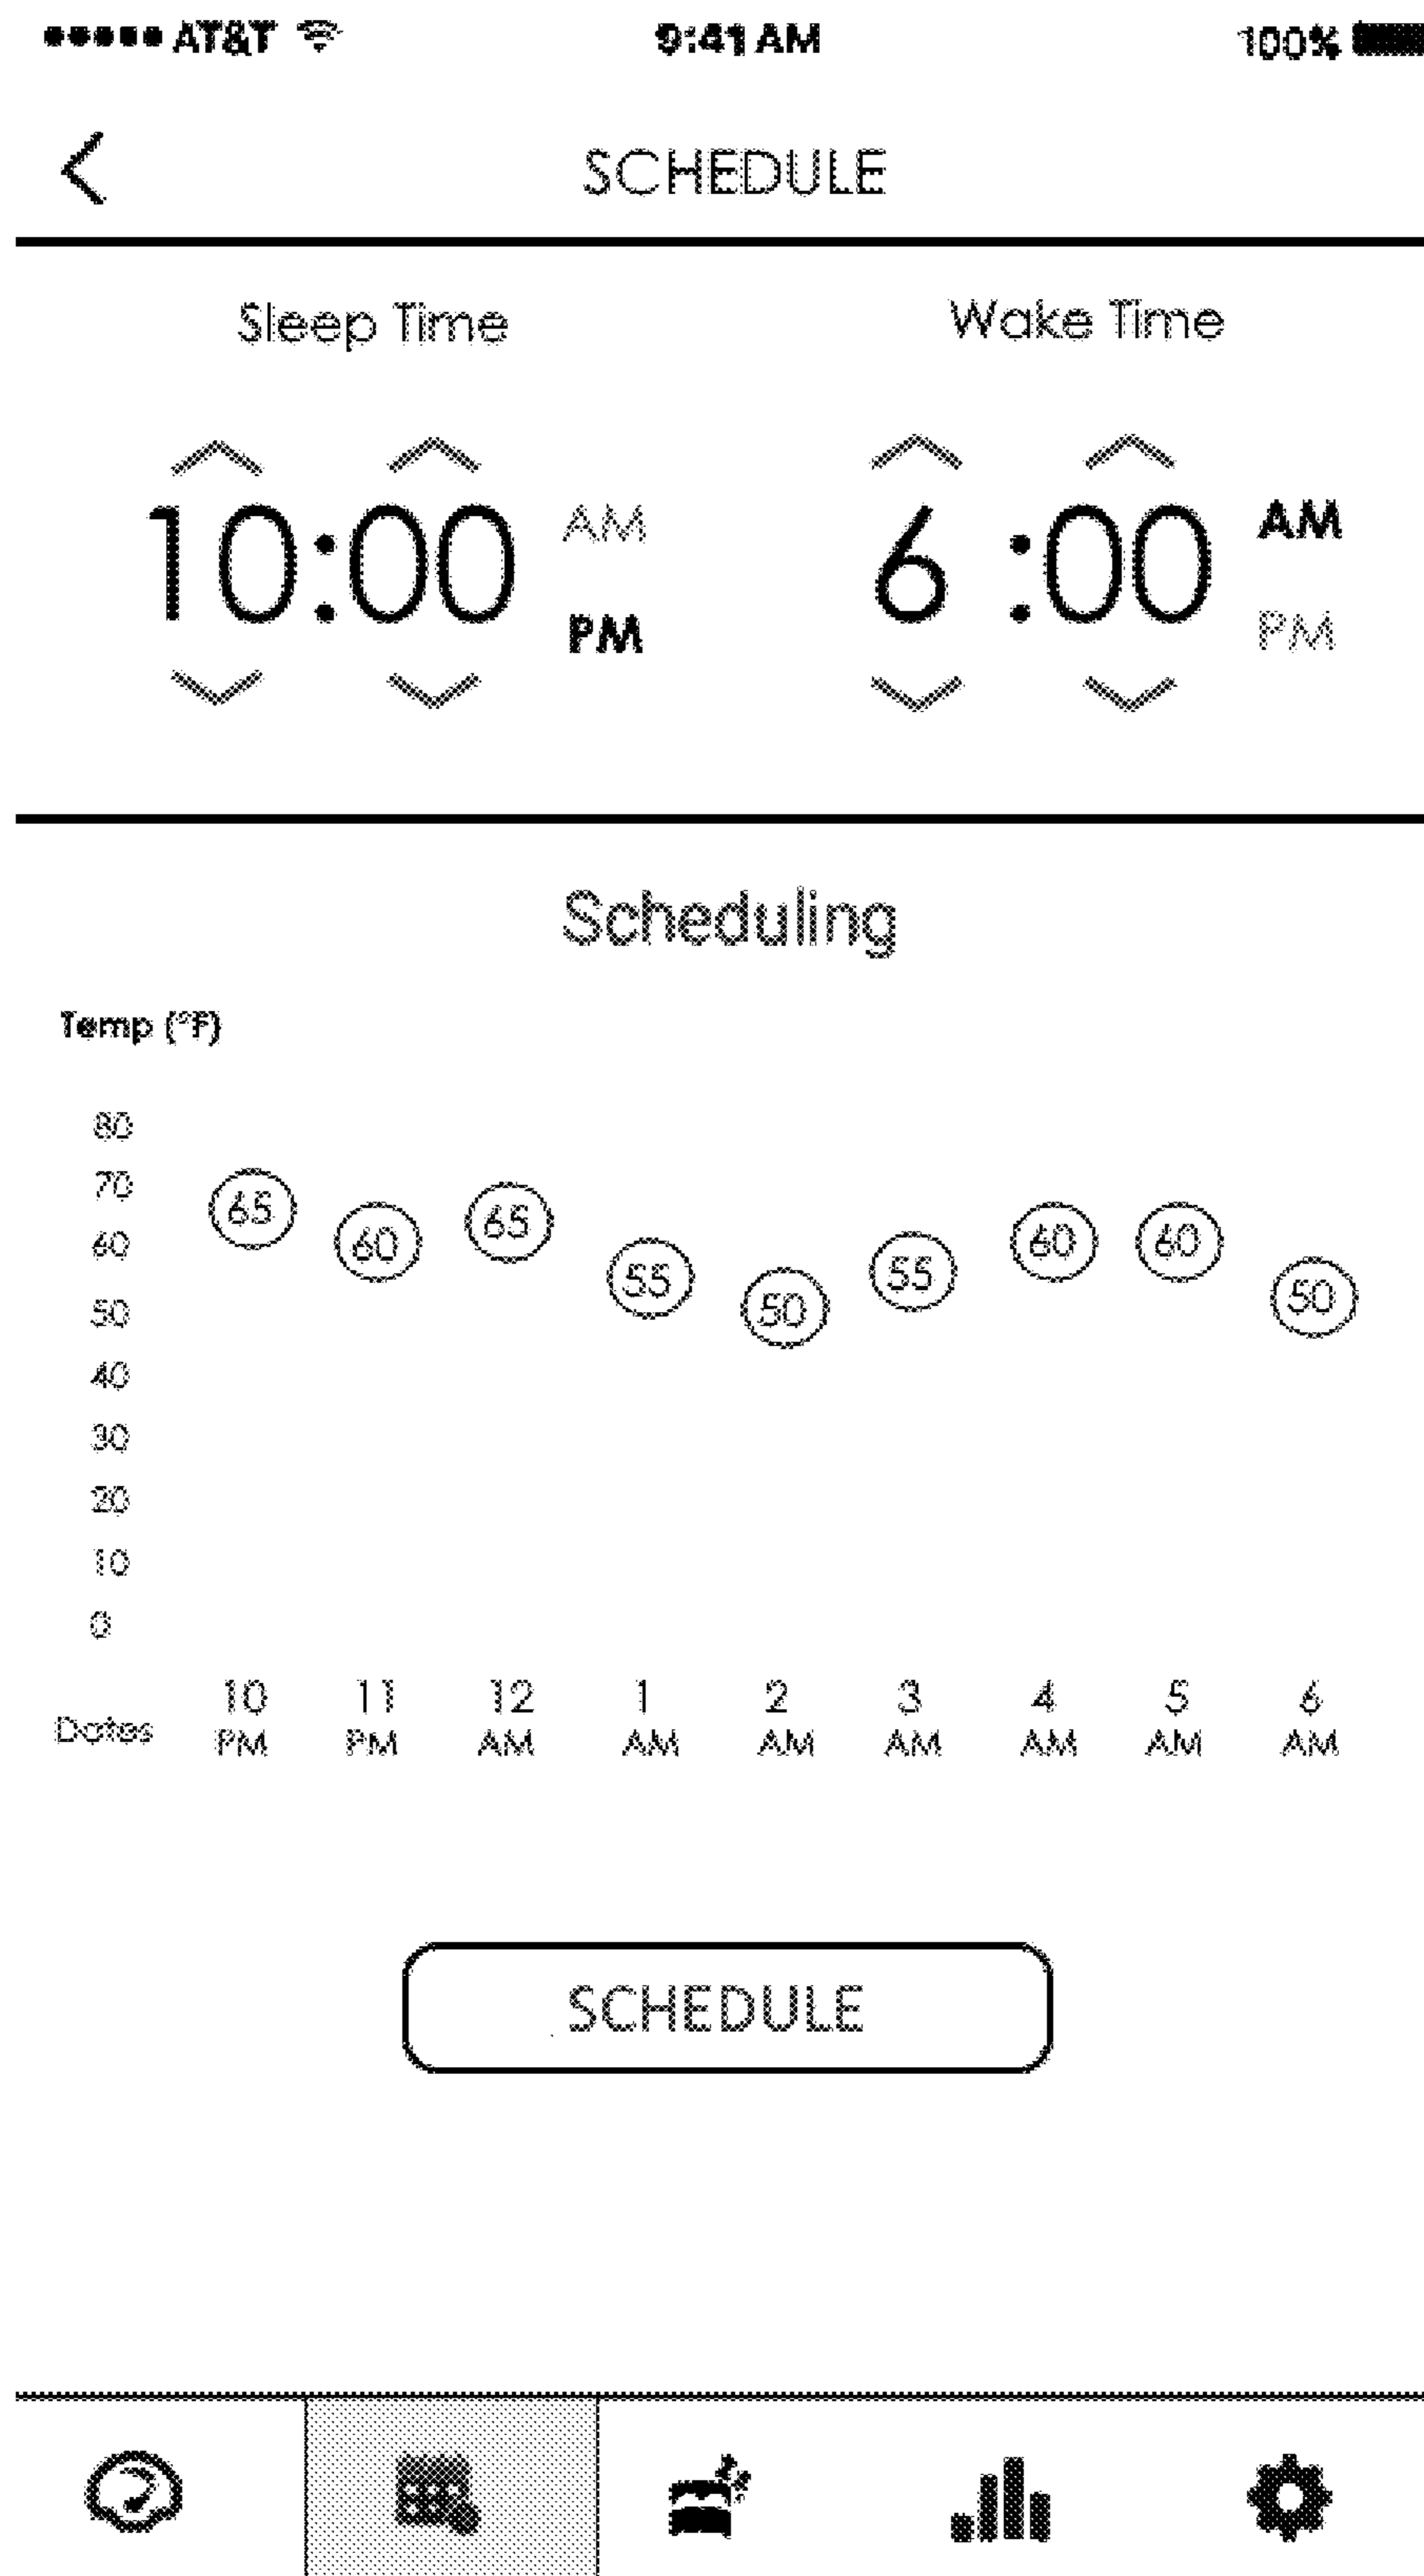 AT&T 9:41 AM 100%
SCHEDULE
Sleep Time Wake Time
10:00 AM PM 6:00 AM PM
Scheduling
Temp (°F)
80
70
60
50
40
30
20
10
0
65 60 65 55 50 55 60 60 50
10 11 12 1 2 3 4 5 6
Dates PM PM AM AM AM AM AM AM AM
SCHEDULE